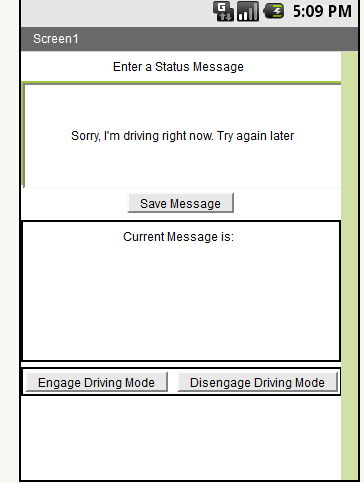 G 5:09 PM
Screen1
Enter a Status Message
Sorry, I'm driving right now. Try again later
Save Message
Current Message is:
Engage Driving Mode Disengage Driving Mode